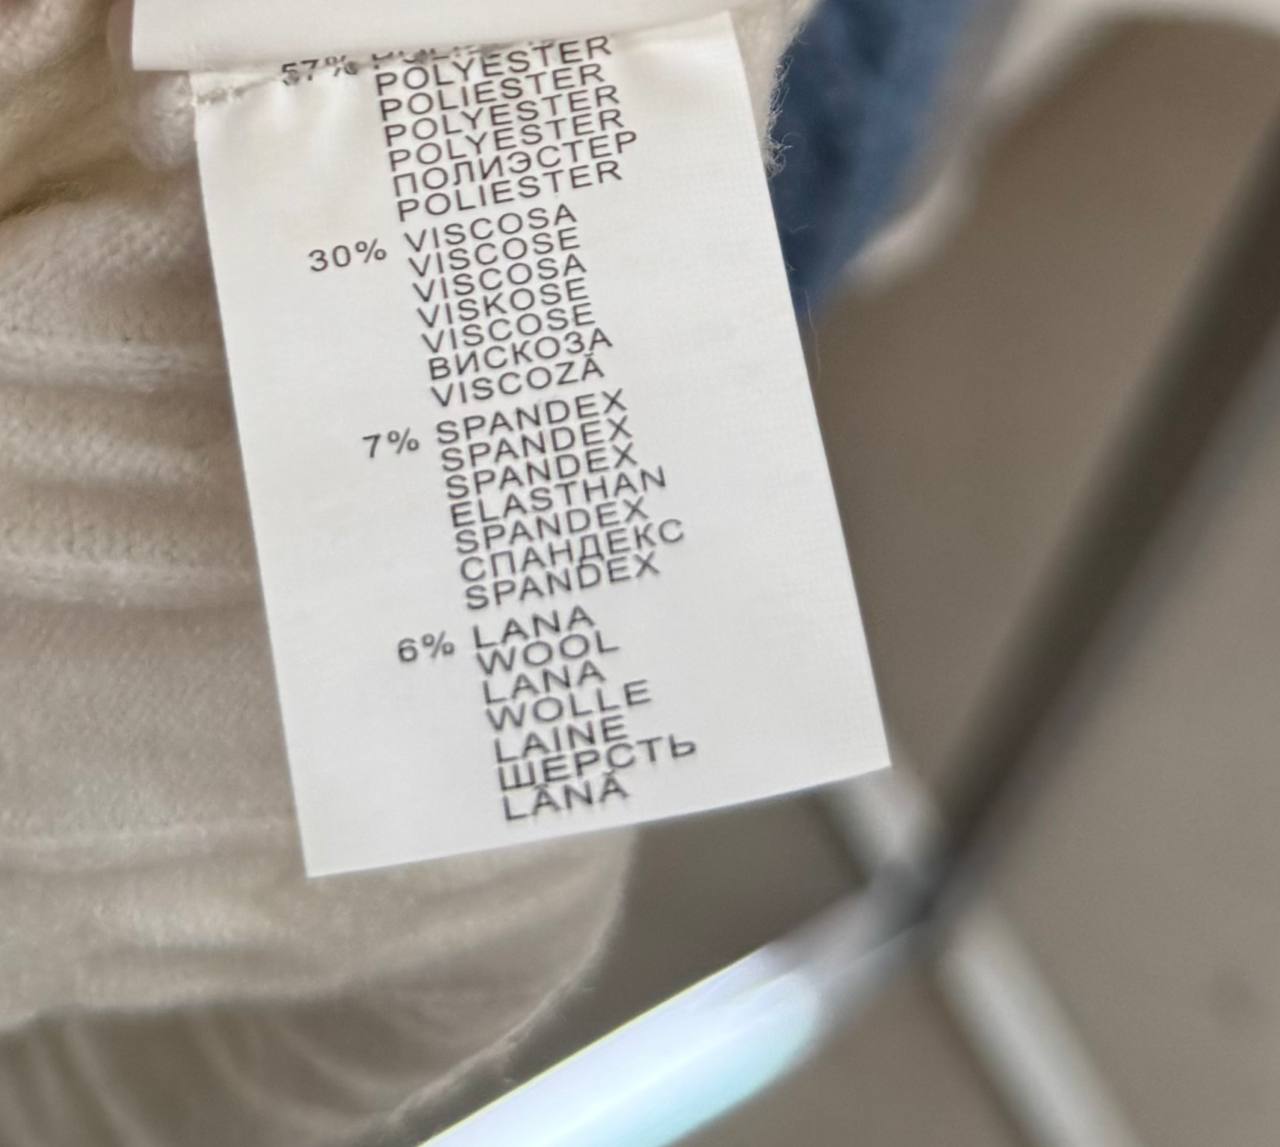 57%
POLYESTER
POLIESTER
POLYESTER
POLYESTER
ПОЛИЭСТЕР
POLIESTER
30% VISCOSA
VISCOSE
VISCOSA
VISKOSE
VISCOSE
ВИСКОЗА
VISCOZĂ
7% SPANDEX
SPANDEX
SPANDEX
ELASTHAN
SPANDEX
СПАНДЕКС
SPANDEX
6% LANA
WOOL
LANA
WOLLE
LAINE
ШЕРСТЬ
LÂNĂ